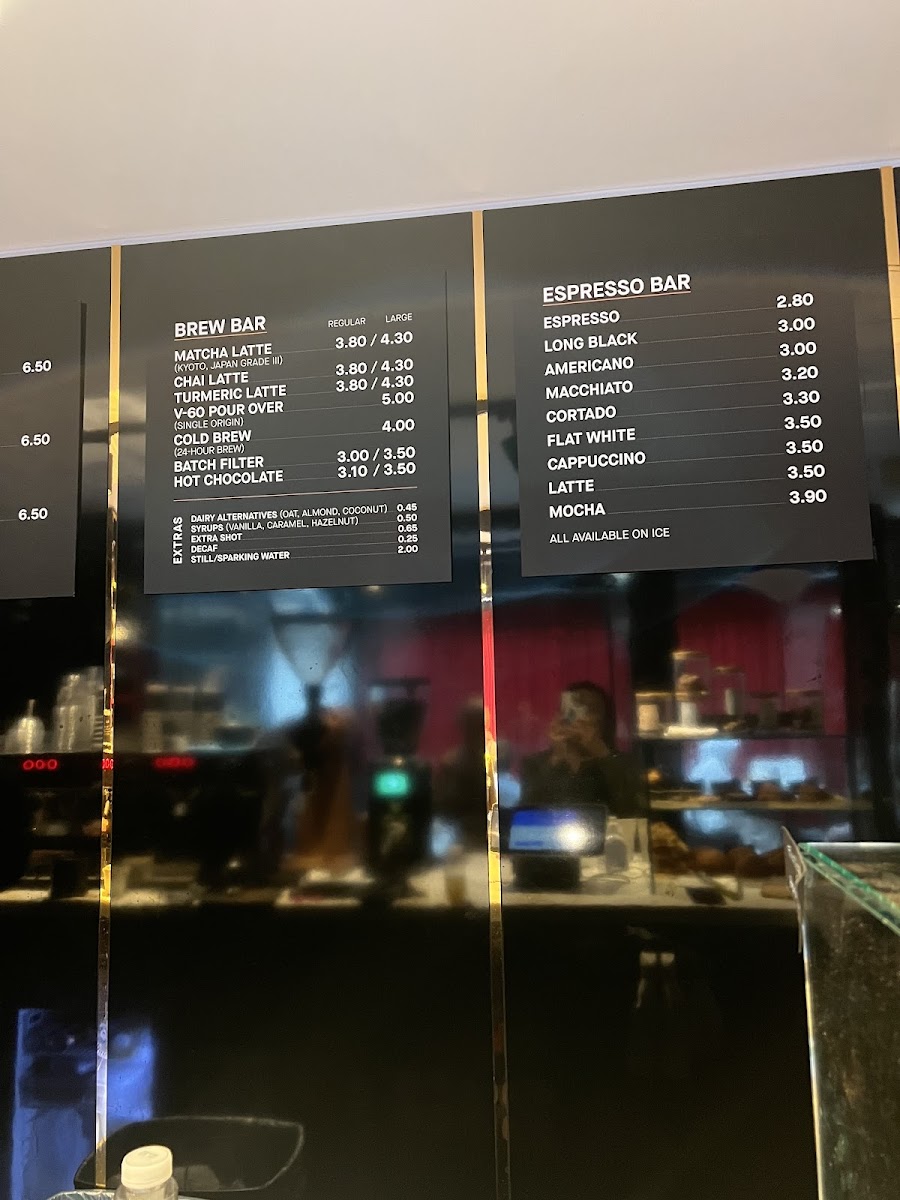 6.50
6.50
6.50
BREW BAR REGULAR LARGE
MATCHA LATTE 3.80 / 4.30
(KYOTO, JAPAN GRADE III)
CHAI LATTE 3.80 / 4.30
TURMERIC LATTE 3.80 / 4.30
V-60 POUR OVER 5.00
(SINGLE ORIGIN)
COLD BREW 4.00
(24-HOUR BREW)
BATCH FILTER 3.00 / 3.50
HOT CHOCOLATE 3.10 / 3.50
EXTRAS
DAIRY ALTERNATIVES (OAT, ALMOND, COCONUT) 0.45
SYRUPS (VANILLA, CARAMEL, HAZELNUT) 0.50
EXTRA SHOT 0.65
DECAF 0.25
STILL/SPARKING WATER 2.00
ESPRESSO BAR
ESPRESSO 2.80
LONG BLACK 3.00
AMERICANO 3.00
MACCHIATO 3.20
CORTADO 3.30
FLAT WHITE 3.50
CAPPUCCINO 3.50
LATTE 3.50
MOCHA 3.90
ALL AVAILABLE ON ICE